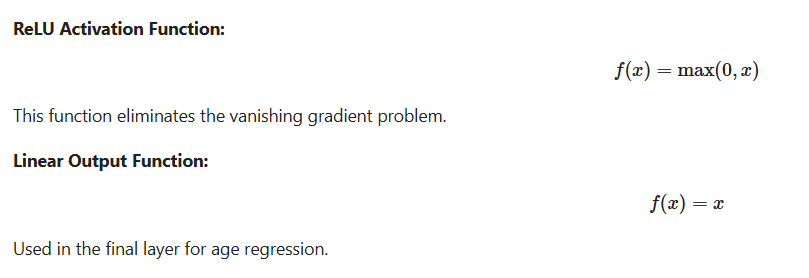 ReLU Activation Function:
f(x) = max(0, x)
This function eliminates the vanishing gradient problem.
Linear Output Function:
f(x) = x
Used in the final layer for age regression.